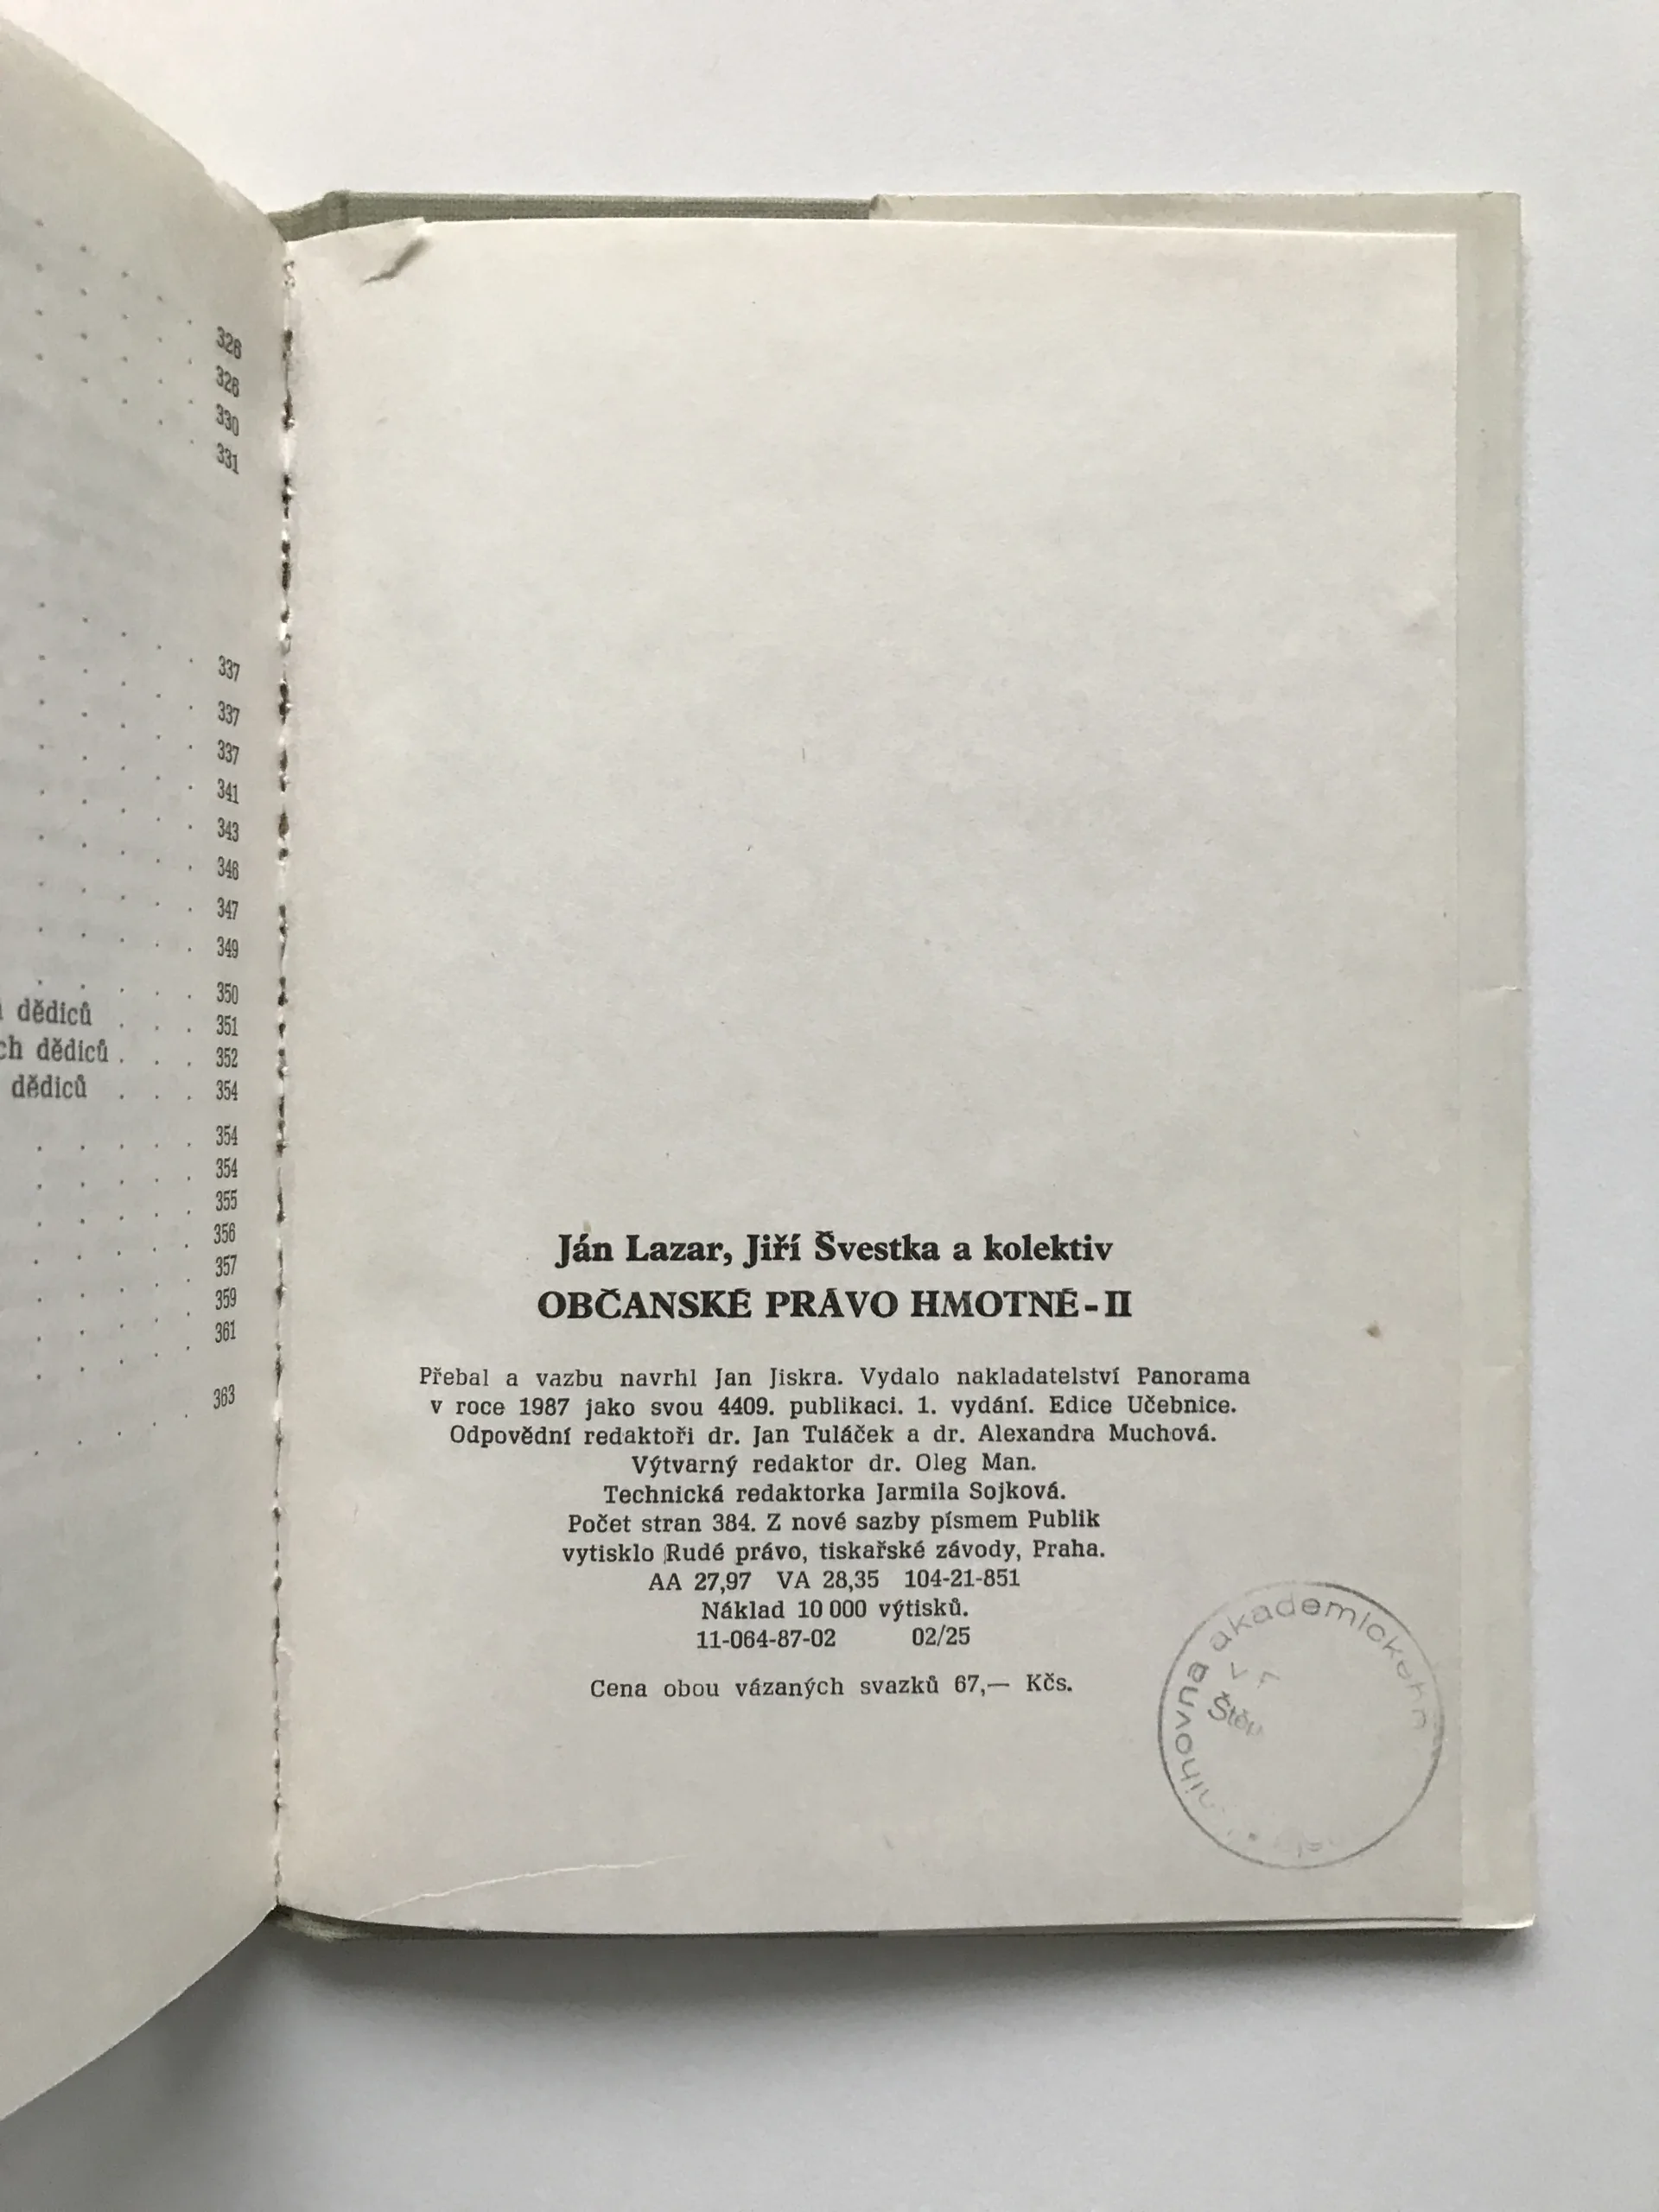 328
328
330
331
337
337
337
341
343
346
347
349
350
dědiců . . . 351
ch dědiců . . . 352
dědiců . . . 354
354
354
355
356
357
359
361
363
Ján Lazar, Jiří Švestka a kolektiv
OBČANSKÉ PRÁVO HMOTNÉ-II
Přebal a vazbu navrhl Jan Jiskra. Vydalo nakladatelství Panorama
v roce 1987 jako svou 4409. publikaci. 1. vydání. Edice Učebnice.
Odpovědní redaktoři dr. Jan Tuláček a dr. Alexandra Muchová.
Výtvarný redaktor dr. Oleg Man.
Technická redaktorka Jarmila Sojková.
Počet stran 384. Z nové sazby písmem Publik
vytisklo Rudé právo, tiskařské závody, Praha.
AA 27,97 VA 28,35 104-21-851
Náklad 10 000 výtisků.
11-064-87-02 02/25
Cena obou vázaných svazků 67,— Kčs.